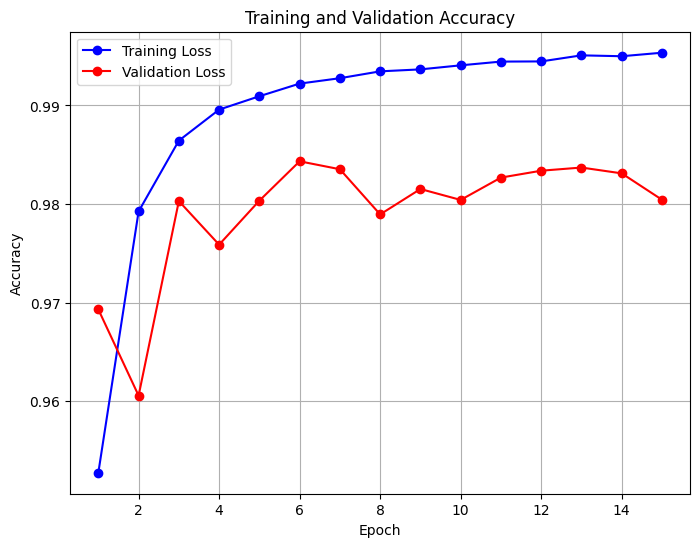 Training and Validation Accuracy
Training Loss
Validation Loss
0.99
0.98
0.97
0.96
Accuracy
2 4 6 8 10 12 14
Epoch